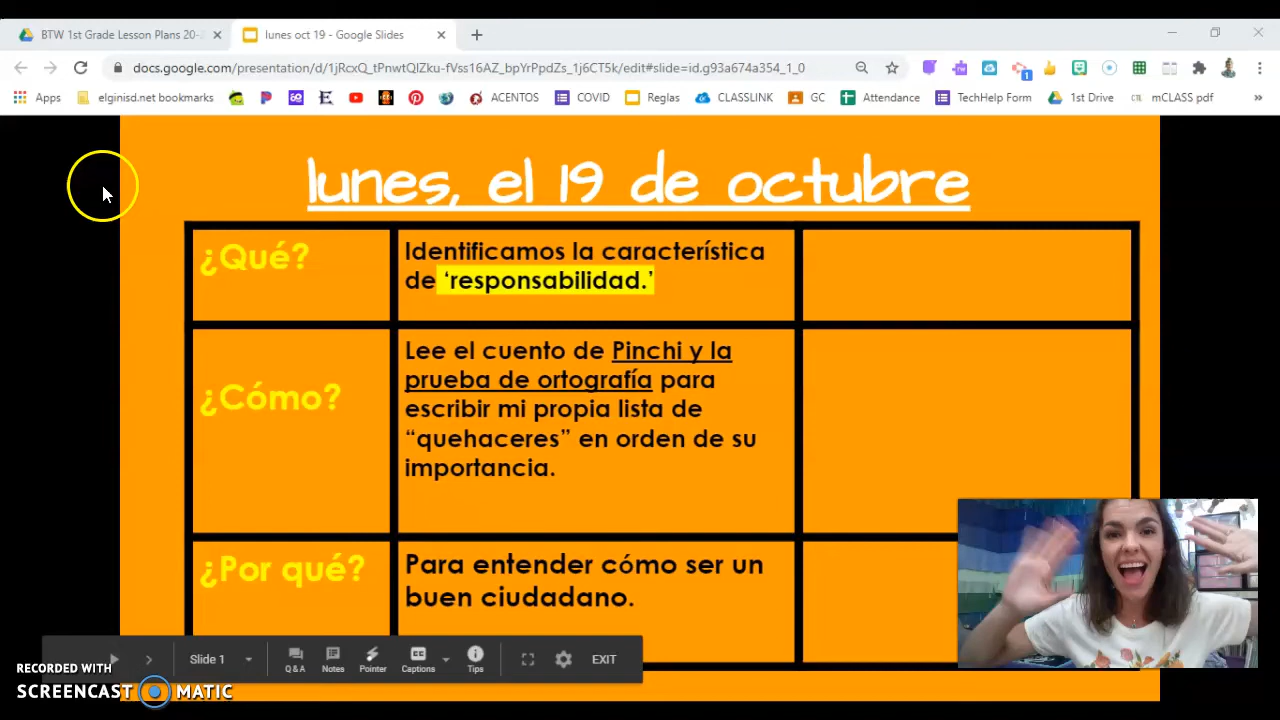 BTW 1st Grade Lesson Plans 20-2
lunes oct 19 - Google Slides
docs.google.com/presentation/d/1jRcxQ_tPnwtQIZku-fVss16AZ_bpYrPpdZs_1j6CT5k/edit#slide=id.g93a674a354_1_0
Apps elginisd.net bookmarks ACENTOS COVID Reglas CLASSLINK GC Attendance TechHelp Form 1st Drive mCLASS pdf
lunes, el 19 de octubre
¿Qué?
Identificamos la característica
de ‘responsabilidad.’
¿Cómo?
Lee el cuento de Pinchi y la
prueba de ortografía para
escribir mi propia lista de
“quehaceres” en orden de su
importancia.
¿Por qué?
Para entender cómo ser un
buen ciudadano.
Slide 1 Q&A Notes Pointer Captions Tips EXIT
RECORDED WITH
SCREENCAST MATIC